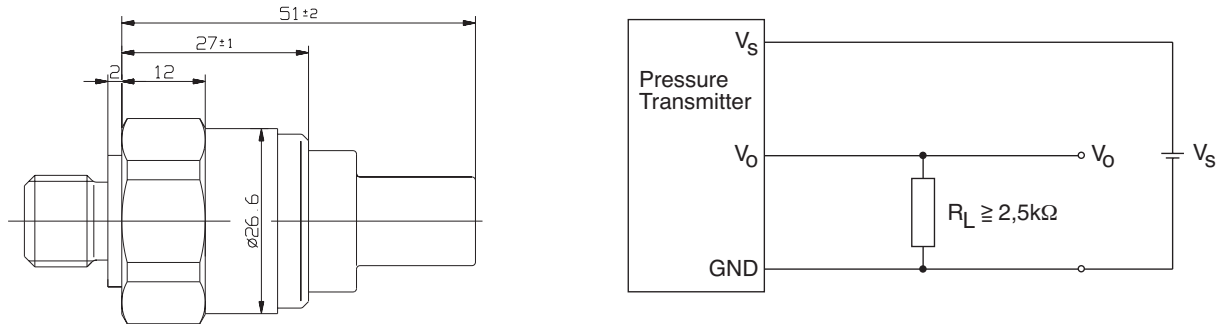 51±2
27±1
2
12
ø26.6
VS
Pressure
Transmitter
VO
VO
VS
RL ≧ 2,5kΩ
GND